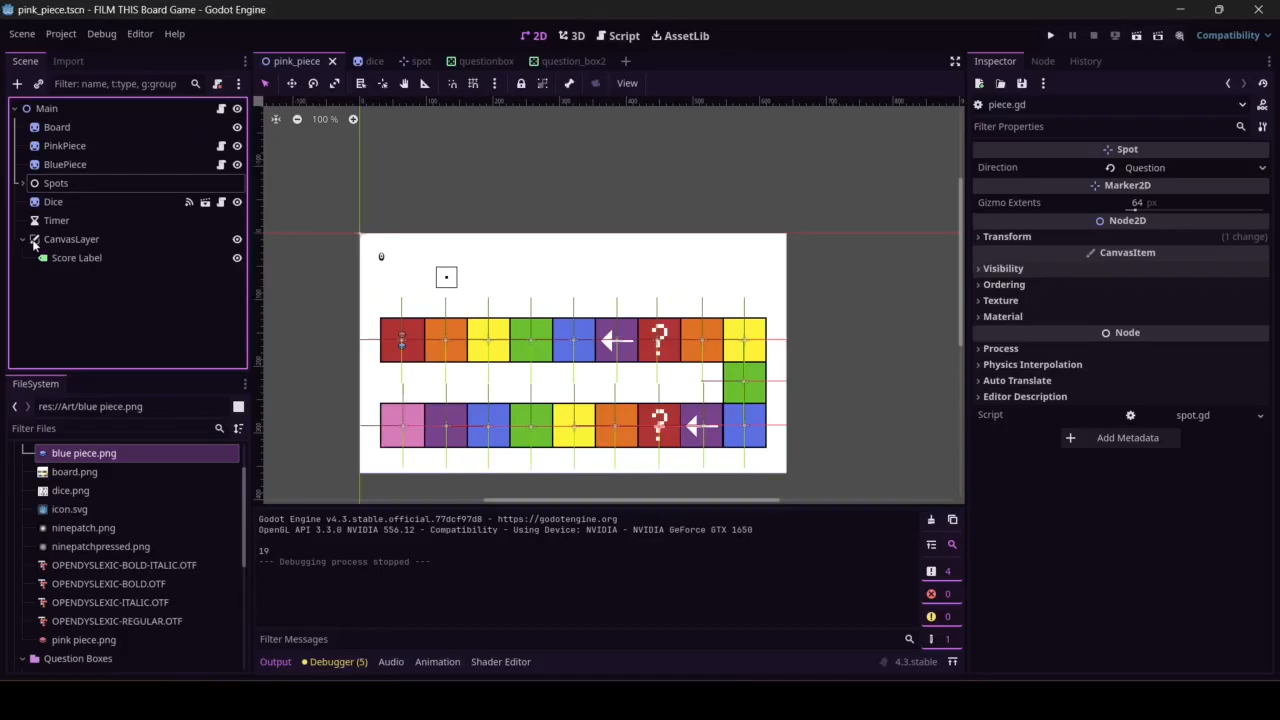 pink_piece.tscn - FILM THIS Board Game - Godot Engine
Scene Project Debug Editor Help
2D 3D Script AssetLib
Compatibility
Scene Import
pink_piece dice spot questionbox question_box2
Inspector Node History
Filter: name, t:type, g:group
View
Main
Board
PinkPiece
BluePiece
Spots
Dice
Timer
CanvasLayer
Score Label
100 %
0
?
?
piece.gd
Filter Properties
Spot
Direction Question
Marker2D
Gizmo Extents 64 px
Node2D
Transform (1 change)
CanvasItem
Visibility
Ordering
Texture
Material
Node
Process
Physics Interpolation
Auto Translate
Editor Description
Script spot.gd
Add Metadata
FileSystem
res://Art/blue piece.png
Filter Files
blue piece.png
board.png
dice.png
icon.svg
ninepatch.png
ninepatchpressed.png
OPENDYSLEXIC-BOLD-ITALIC.OTF
OPENDYSLEXIC-BOLD.OTF
OPENDYSLEXIC-ITALIC.OTF
OPENDYSLEXIC-REGULAR.OTF
pink piece.png
Question Boxes
Godot Engine v4.3.stable.official.77dcf97d8 - https://godotengine.org
OpenGL API 3.3.0 NVIDIA 556.12 - Compatibility - Using Device: NVIDIA - NVIDIA GeForce GTX 1650
19
--- Debugging process stopped ---
4
0
0
1
Filter Messages
Output Debugger (5) Audio Animation Shader Editor
4.3.stable